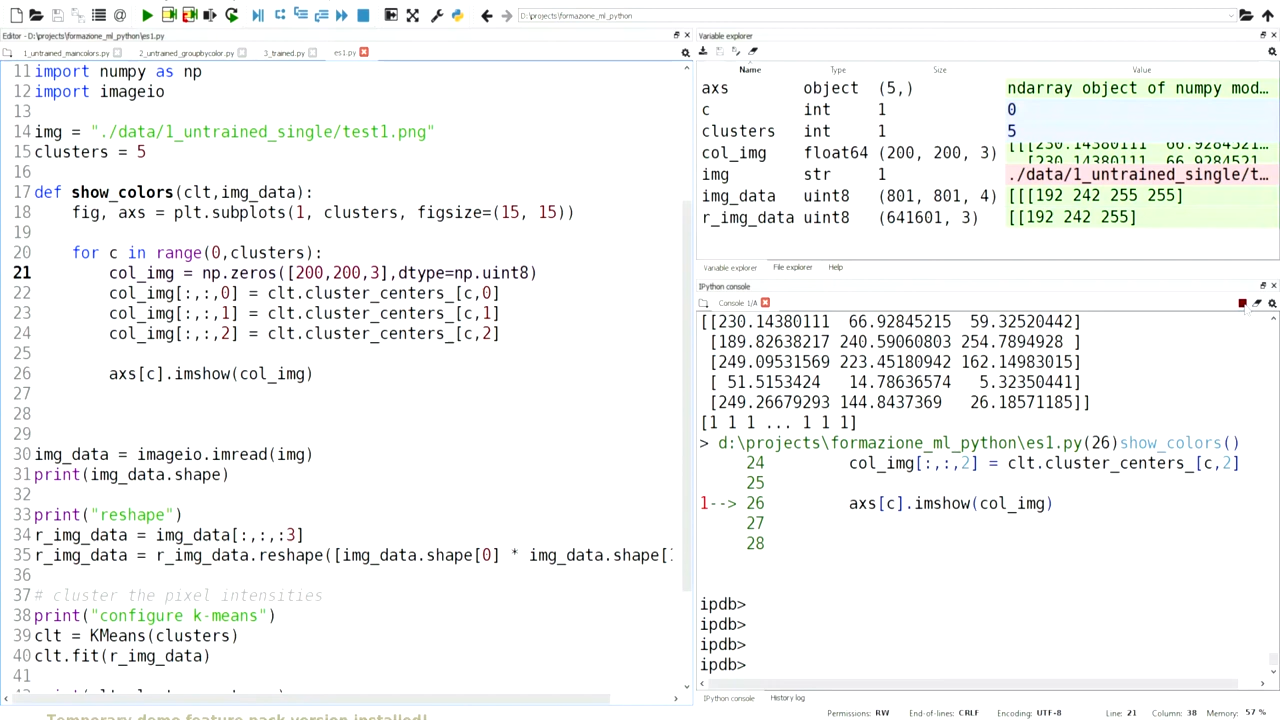 D:\projects\formazione_ml_python
Editor - D:\projects\formazione_ml_python\es1.py
1_untrained_maincolors.py
2_untrained_groupbycolor.py
3_trained.py
es1.py
11 import numpy as np
12 import imageio
13
14 img = "./data/1_untrained_single/test1.png"
15 clusters = 5
16
17 def show_colors(clt,img_data):
18 fig, axs = plt.subplots(1, clusters, figsize=(15, 15))
19
20 for c in range(0,clusters):
21 col_img = np.zeros([200,200,3],dtype=np.uint8)
22 col_img[:,:,0] = clt.cluster_centers_[c,0]
23 col_img[:,:,1] = clt.cluster_centers_[c,1]
24 col_img[:,:,2] = clt.cluster_centers_[c,2]
25
26 axs[c].imshow(col_img)
27
28
29
30 img_data = imageio.imread(img)
31 print(img_data.shape)
32
33 print("reshape")
34 r_img_data = img_data[:,:,:3]
35 r_img_data = r_img_data.reshape([img_data.shape[0] * img_data.shape[
36
37 # cluster the pixel intensities
38 print("configure k-means")
39 clt = KMeans(clusters)
40 clt.fit(r_img_data)
41
Temporary demo feature pack version installed!
Variable explorer
Name Type Size Value
axs object (5,) ndarray object of numpy mod…
c int 1 0
clusters int 1 5
col_img float64 (200, 200, 3) [[[230.14380111 66.9284521…
[230.14380111 66.9284521…
img str 1 ./data/1_untrained_single/t…
img_data uint8 (801, 801, 4) [[[192 242 255 255]
r_img_data uint8 (641601, 3) [[192 242 255]
Variable explorer File explorer Help
IPython console
Console 1/A
[[230.14380111 66.92845215 59.32520442]
[189.82638217 240.59060803 254.7894928 ]
[249.09531569 223.45180942 162.14983015]
[ 51.5153424 14.78636574 5.32350441]
[249.26679293 144.8437369 26.18571185]]
[1 1 1 ... 1 1 1]
> d:\projects\formazione_ml_python\es1.py(26)show_colors()
24 col_img[:,:,2] = clt.cluster_centers_[c,2]
25
1--> 26 axs[c].imshow(col_img)
27
28
ipdb>
ipdb>
ipdb>
ipdb>
IPython console History log
Permissions: RW End-of-lines: CRLF Encoding: UTF-8 Line: 21 Column: 38 Memory: 57 %